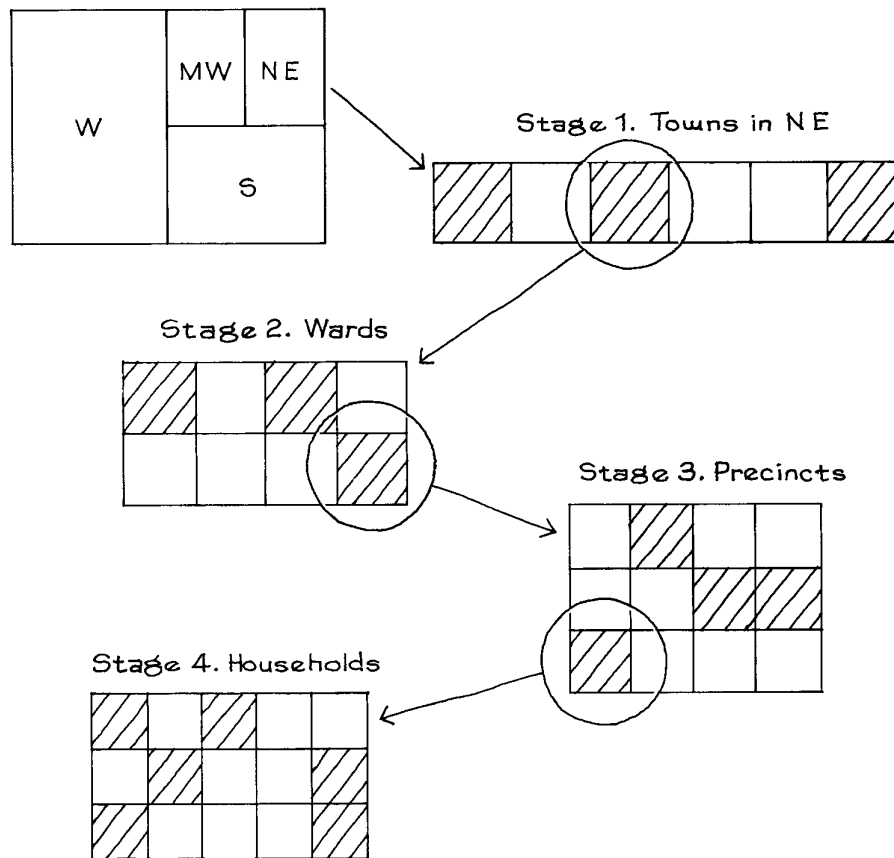 W
MW
NE
S
Stage 1. Towns in NE
Stage 2. Wards
Stage 3. Precincts
Stage 4. Households